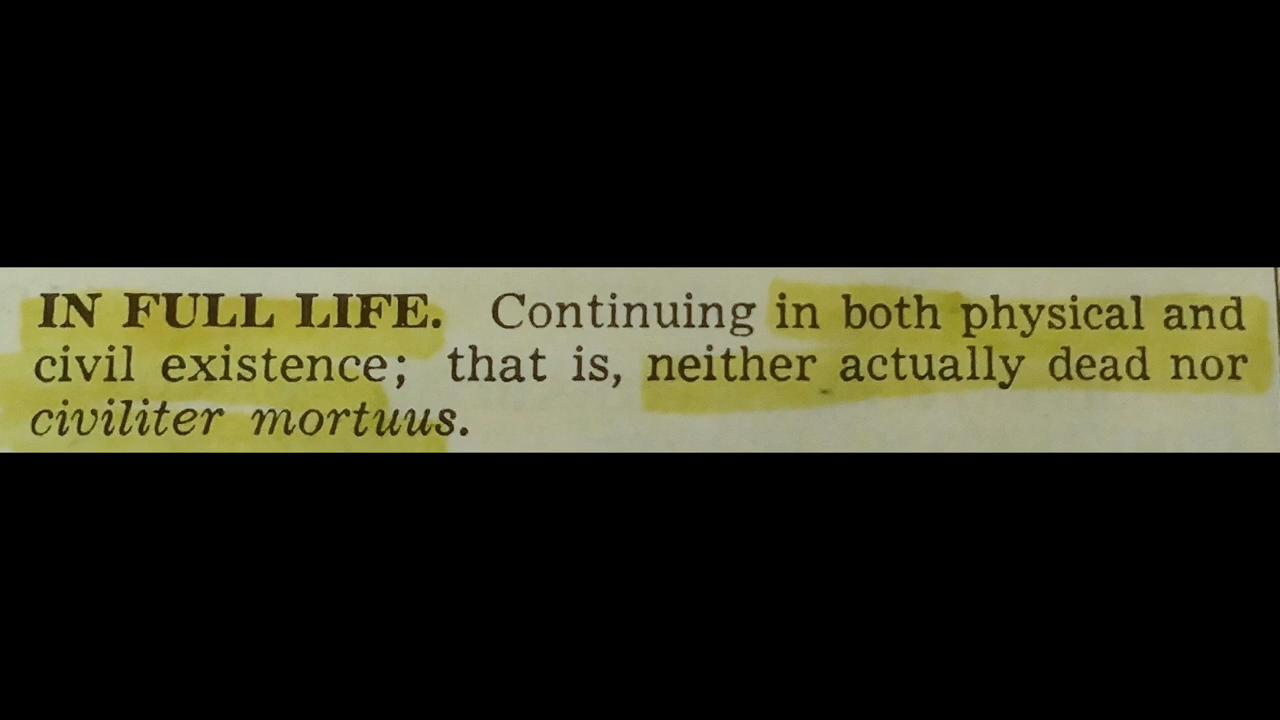 IN FULL LIFE. Continuing in both physical and
civil existence; that is, neither actually dead nor
civiliter mortuus.